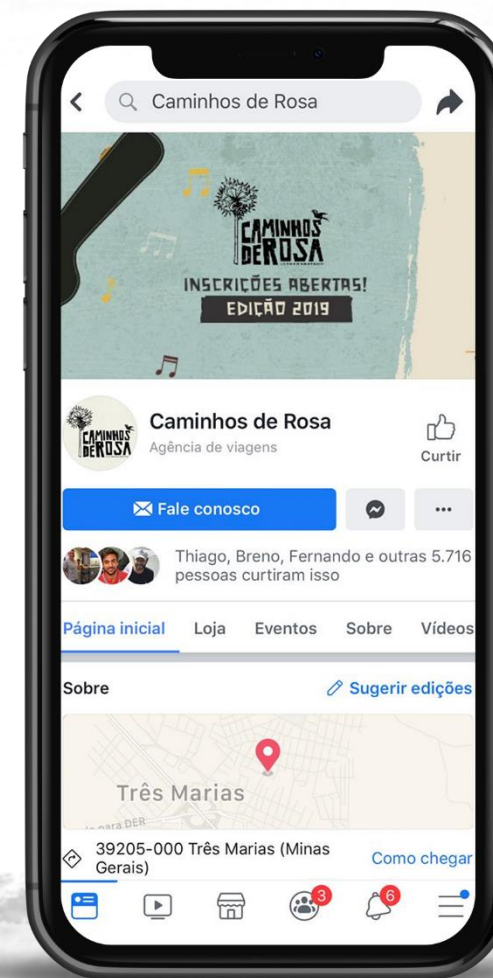 Caminhos de Rosa
CAMINHOS
DE ROSA
INSCRIÇÕES ABERTAS!
EDIÇÃO 2019
CAMINHOS
DE ROSA
Caminhos de Rosa
Agência de viagens
Curtir
Fale conosco
Thiago, Breno, Fernando e outras 5.716
pessoas curtiram isso
Página inicial Loja Eventos Sobre Vídeos
Sobre
Sugerir edições
Três Marias
para DER
39205-000 Três Marias (Minas
Gerais)
Como chegar
3
6